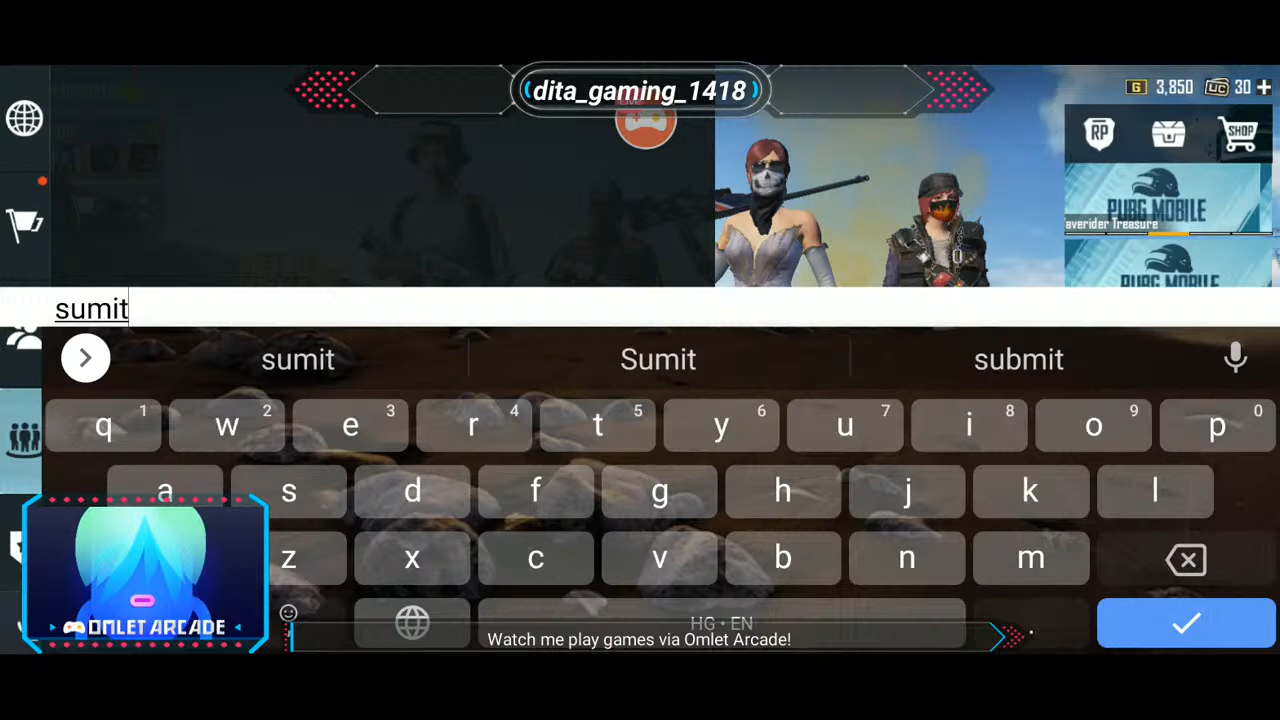 dita_gaming_1418
G 3,850 UC 30
RP SHOP
PUBG MOBILE
averider Treasure
PUBG MOBILE
sumit
sumit Sumit submit
q 1 w 2 e 3 r 4 t 5 y 6 u 7 i 8 o 9 p 0
a s d f g h j k l
z x c v b n m
OMLET ARCADE
HG • EN
Watch me play games via Omlet Arcade!